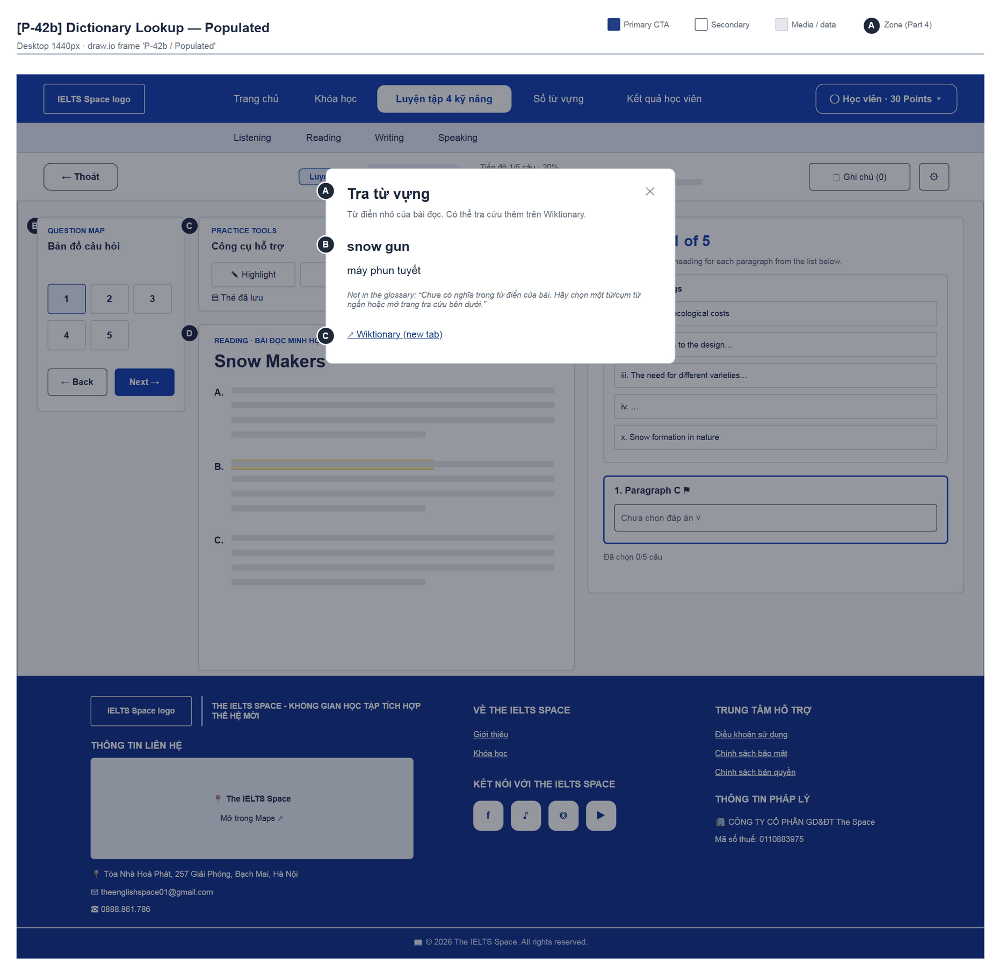 [P-42b] Dictionary Lookup — Populated
Desktop 1440px · draw.io frame 'P-42b / Populated'
Primary CTA
Secondary
Media / data
A Zone (Part 4)
IELTS Space logo
Trang chủ
Khóa học
Luyện tập 4 kỹ năng
Sổ từ vựng
Kết quả học viên
Học viên · 30 Points ▾
Listening
Reading
Writing
Speaking
← Thoát
Tiến độ 1/5 câu · 20%
Ghi chú (0)
A
Tra từ vựng
Từ điển nhỏ của bài đọc. Có thể tra cứu thêm trên Wiktionary.
B
snow gun
máy phun tuyết
Not in the glossary: “Chưa có nghĩa trong từ điển của bài. Hãy chọn một từ/cụm từ
ngắn hoặc mở trang tra cứu bên dưới.”
C
↗ Wiktionary (new tab)
B
QUESTION MAP
Bản đồ câu hỏi
1
2
3
4
5
← Back
Next →
C
PRACTICE TOOLS
Công cụ hỗ trợ
Highlight
Thẻ đã lưu
D
READING · BÀI ĐỌC MINH
Snow Makers
A.
B.
C.
1 of 5
heading for each paragraph from the list below.
ecological costs
to the design…
iii. The need for different varieties…
iv. …
x. Snow formation in nature
1. Paragraph C
Chưa chọn đáp án ˅
Đã chọn 0/5 câu
IELTS Space logo
THE IELTS SPACE - KHÔNG GIAN HỌC TẬP TÍCH HỢP
THẾ HỆ MỚI
THÔNG TIN LIÊN HỆ
The IELTS Space
Mở trong Maps ↗
Tòa Nhà Hoà Phát, 257 Giải Phóng, Bạch Mai, Hà Nội
theenglishspace01@gmail.com
0888.861.786
VỀ THE IELTS SPACE
Giới thiệu
Khóa học
KẾT NỐI VỚI THE IELTS SPACE
f
TRUNG TÂM HỖ TRỢ
Điều khoản sử dụng
Chính sách bảo mật
Chính sách bản quyền
THÔNG TIN PHÁP LÝ
CÔNG TY CỔ PHẦN GD&ĐT The Space
Mã số thuế: 0110883975
© 2026 The IELTS Space. All rights reserved.